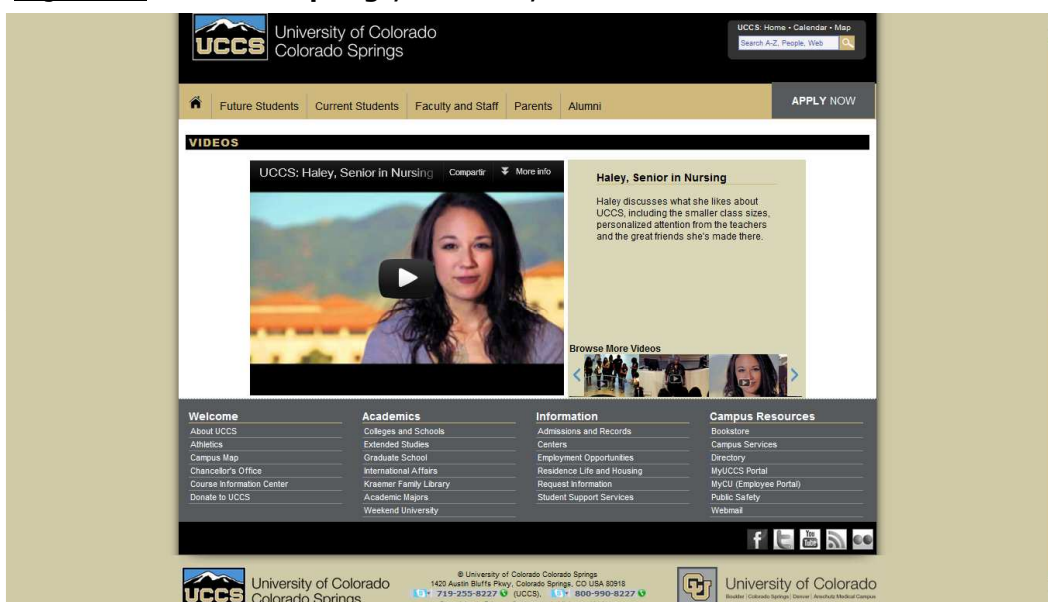 UCCS
University of Colorado
Colorado Springs
UCCS: Home • Calendar • Map
Search A-Z, People, Web
Future Students
Current Students
Faculty and Staff
Parents
Alumni
APPLY NOW
VIDEOS
UCCS: Haley, Senior in Nursing
Compartir
More info
Haley, Senior in Nursing
Haley discusses what she likes about
UCCS, including the smaller class sizes,
personalized attention from the teachers
and the great friends she's made there.
Browse More Videos
Welcome
About UCCS
Athletics
Campus Map
Chancellor's Office
Course Information Center
Donate to UCCS
Academics
Colleges and Schools
Extended Studies
Graduate School
International Affairs
Kraemer Family Library
Academic Majors
Weekend University
Information
Admissions and Records
Centers
Employment Opportunities
Residence Life and Housing
Request Information
Student Support Services
Campus Resources
Bookstore
Campus Services
Directory
MyUCCS Portal
MyCU (Employee Portal)
Public Safety
Webmail
You
Tube
UCCS
University of Colorado
Colorado Springs
© University of Colorado Colorado Springs
1420 Austin Bluffs Pkwy, Colorado Springs, CO USA 80918
719-255-8227 (UCCS), 800-990-8227
CU
University of Colorado
Boulder | Colorado Springs | Denver | Anschutz Medical Campus